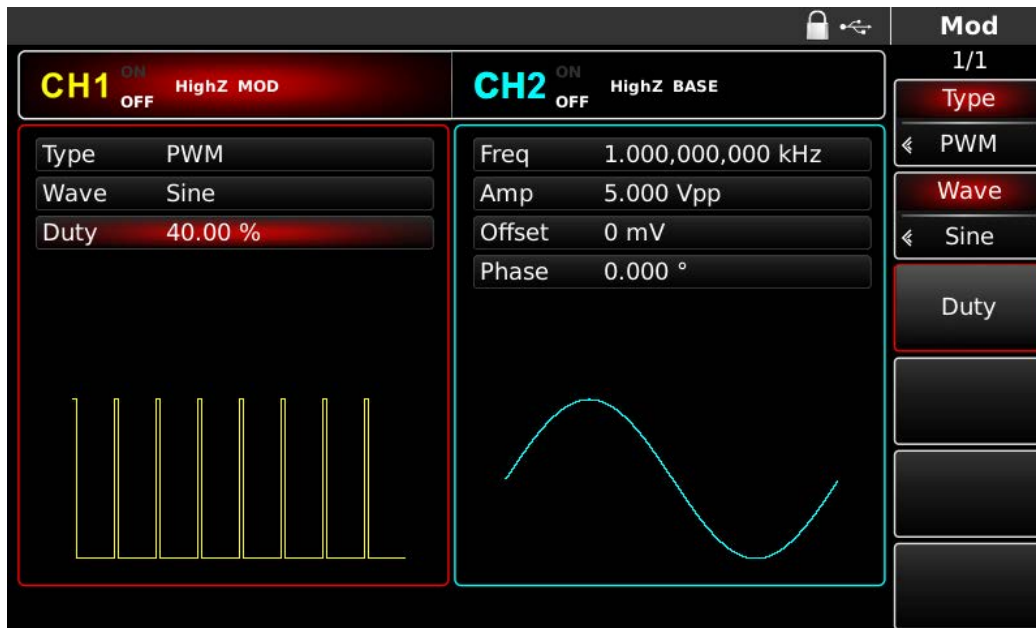 Mod
1/1
CH1 ON OFF HighZ MOD
CH2 ON OFF HighZ BASE
Type
PWM
Wave
Sine
Duty
Type PWM
Wave Sine
Duty 40.00 %
Freq 1.000,000,000 kHz
Amp 5.000 Vpp
Offset 0 mV
Phase 0.000 °